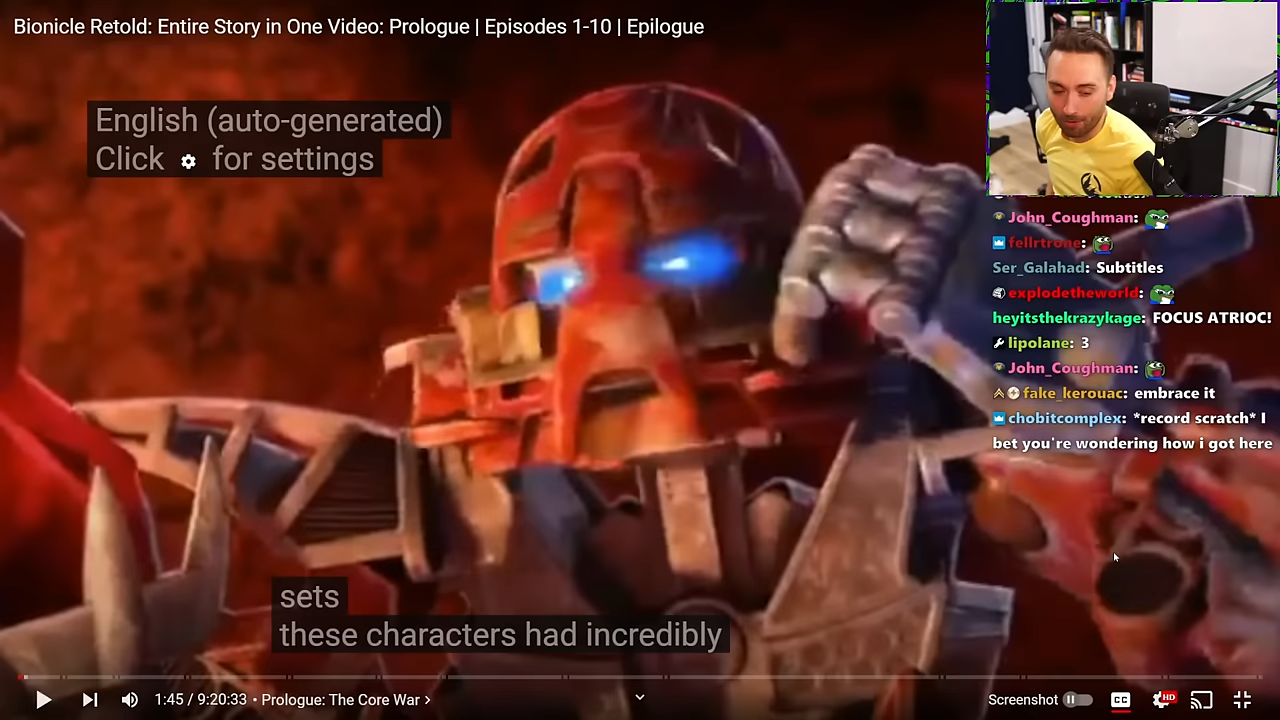 Bionicle Retold: Entire Story in One Video: Prologue | Episodes 1-10 | Epilogue
English (auto-generated)
Click for settings
John_Coughman:
fellrtrone:
Ser_Galahad: Subtitles
explodetheworld:
heyitsthekrazykage: FOCUS ATRIOC!
lipolane: 3
John_Coughman:
fake_kerouac: embrace it
chobitcomplex: *record scratch* I
bet you're wondering how i got here
sets
these characters had incredibly
1:45 / 9:20:33 • Prologue: The Core War
Screenshot
CC
HD